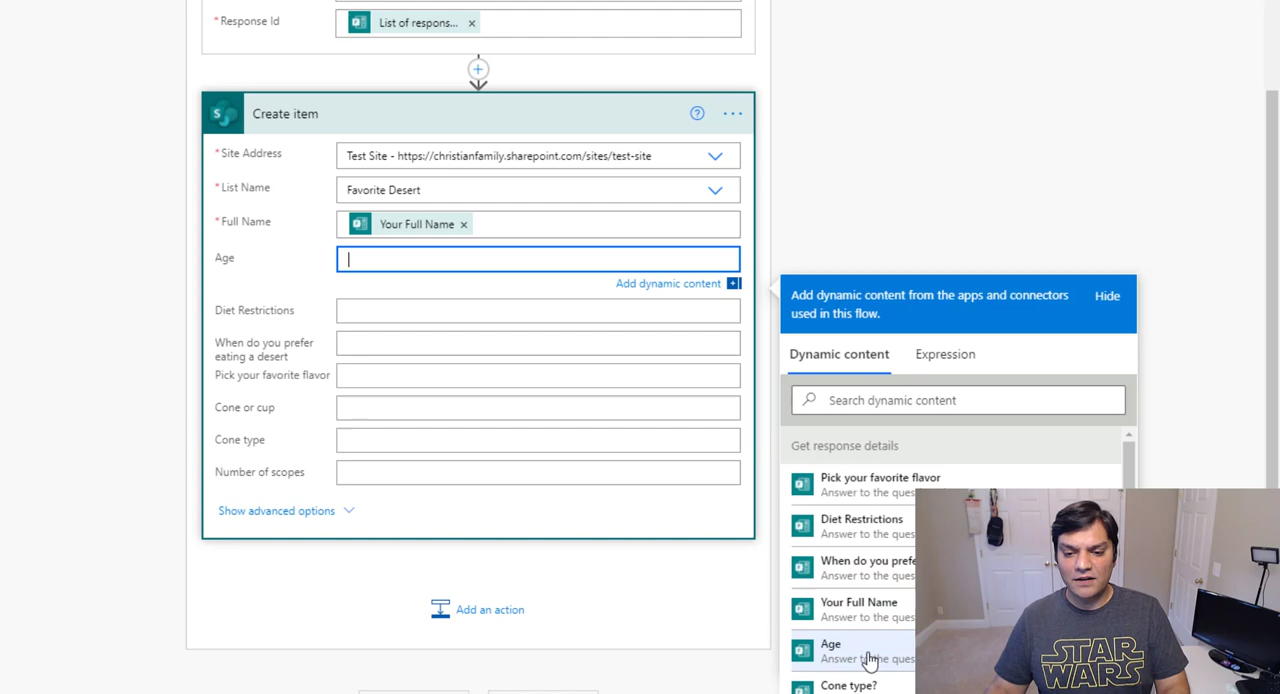 * Response Id
List of respons... ×
Create item
* Site Address
Test Site - https://christianfamily.sharepoint.com/sites/test-site
* List Name
Favorite Desert
* Full Name
Your Full Name ×
Age
Add dynamic content
Diet Restrictions
When do you prefer
eating a desert
Pick your favorite flavor
Cone or cup
Cone type
Number of scopes
Show advanced options
Add an action
Add dynamic content from the apps and connectors
used in this flow.
Hide
Dynamic content
Expression
Search dynamic content
Get response details
Pick your favorite flavor
Answer to the ques
Diet Restrictions
Answer to the ques
When do you prefe
Answer to the ques
Your Full Name
Answer to the ques
Age
Answer to the ques
Cone type?
STAR
WARS